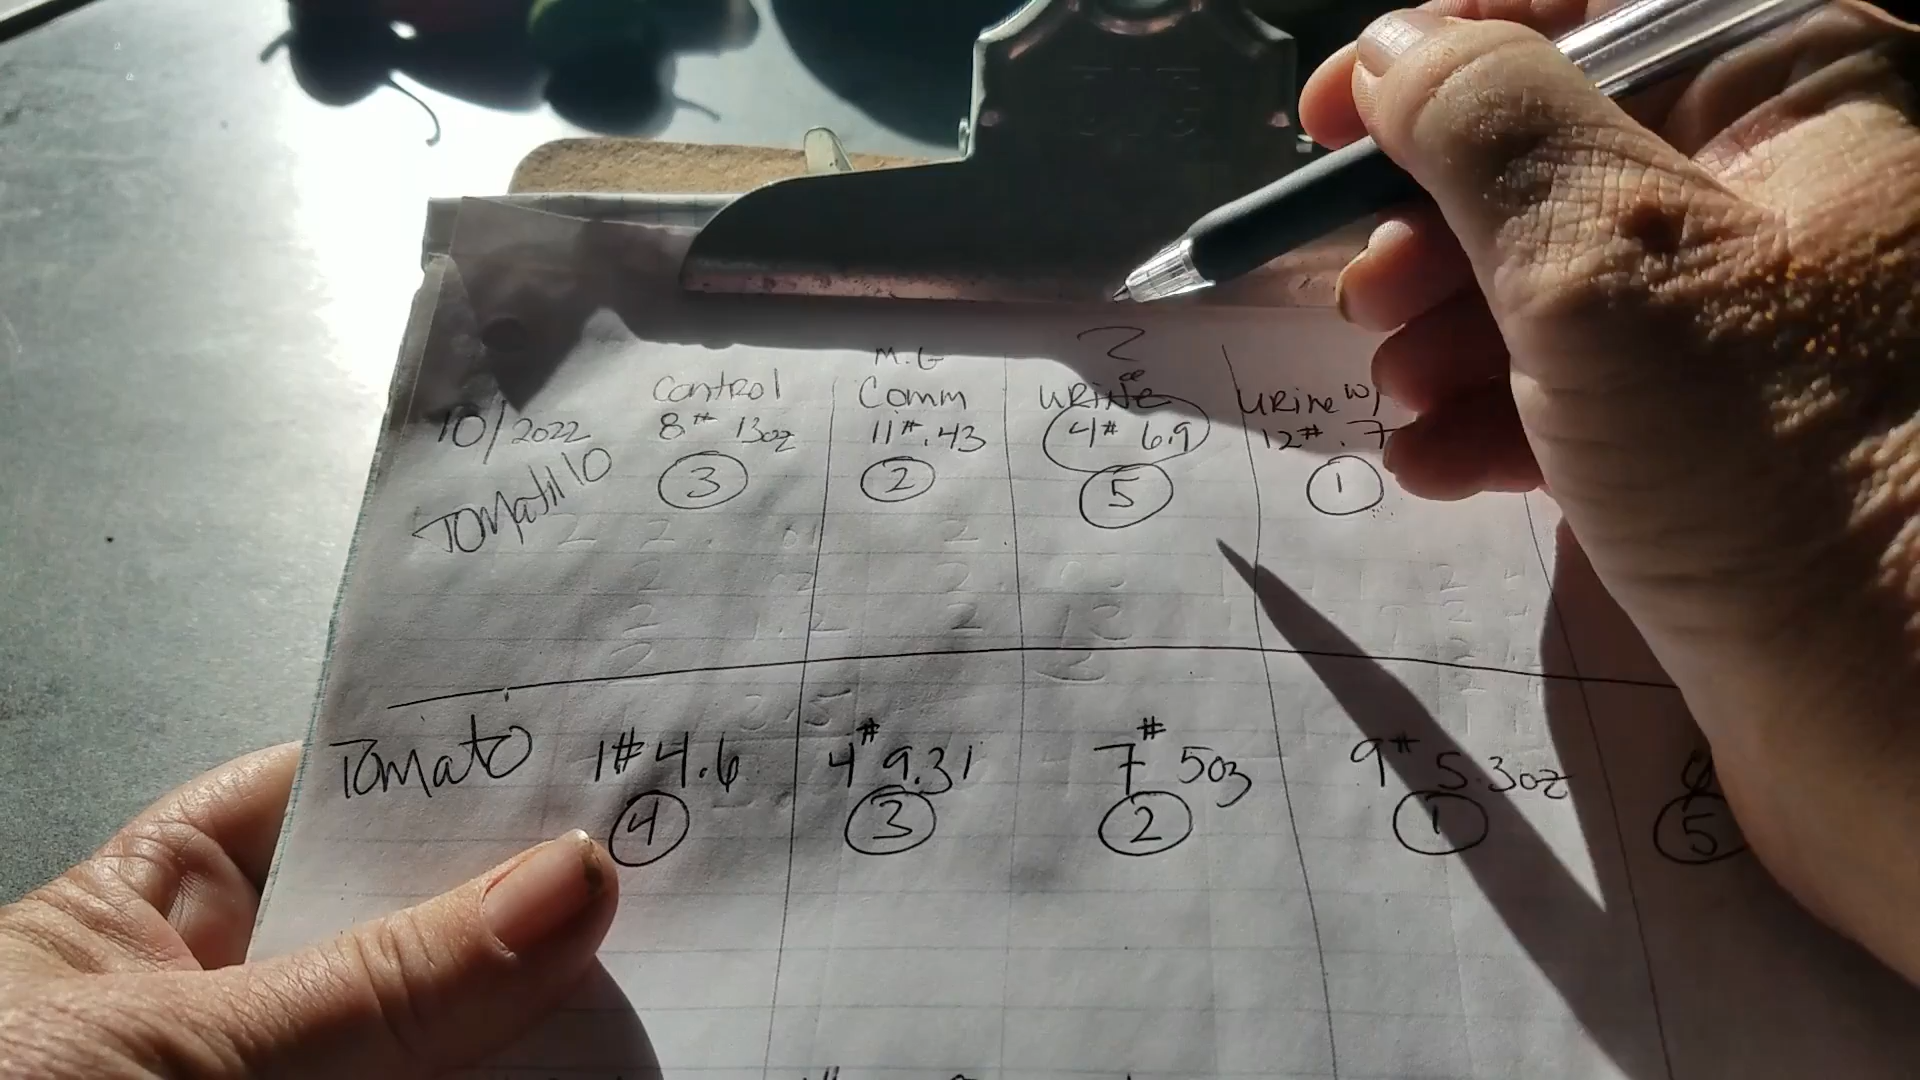 M.G
Control Comm URiNe URine w/
10/2022 8# 13oz 11#.43 4# 6.9 12#.7
Tomatillo 3 2 5 1
Tomato 1# 4.6 4# 9.31 7# 5oz 9# 5.3oz
4 3 2 1 5